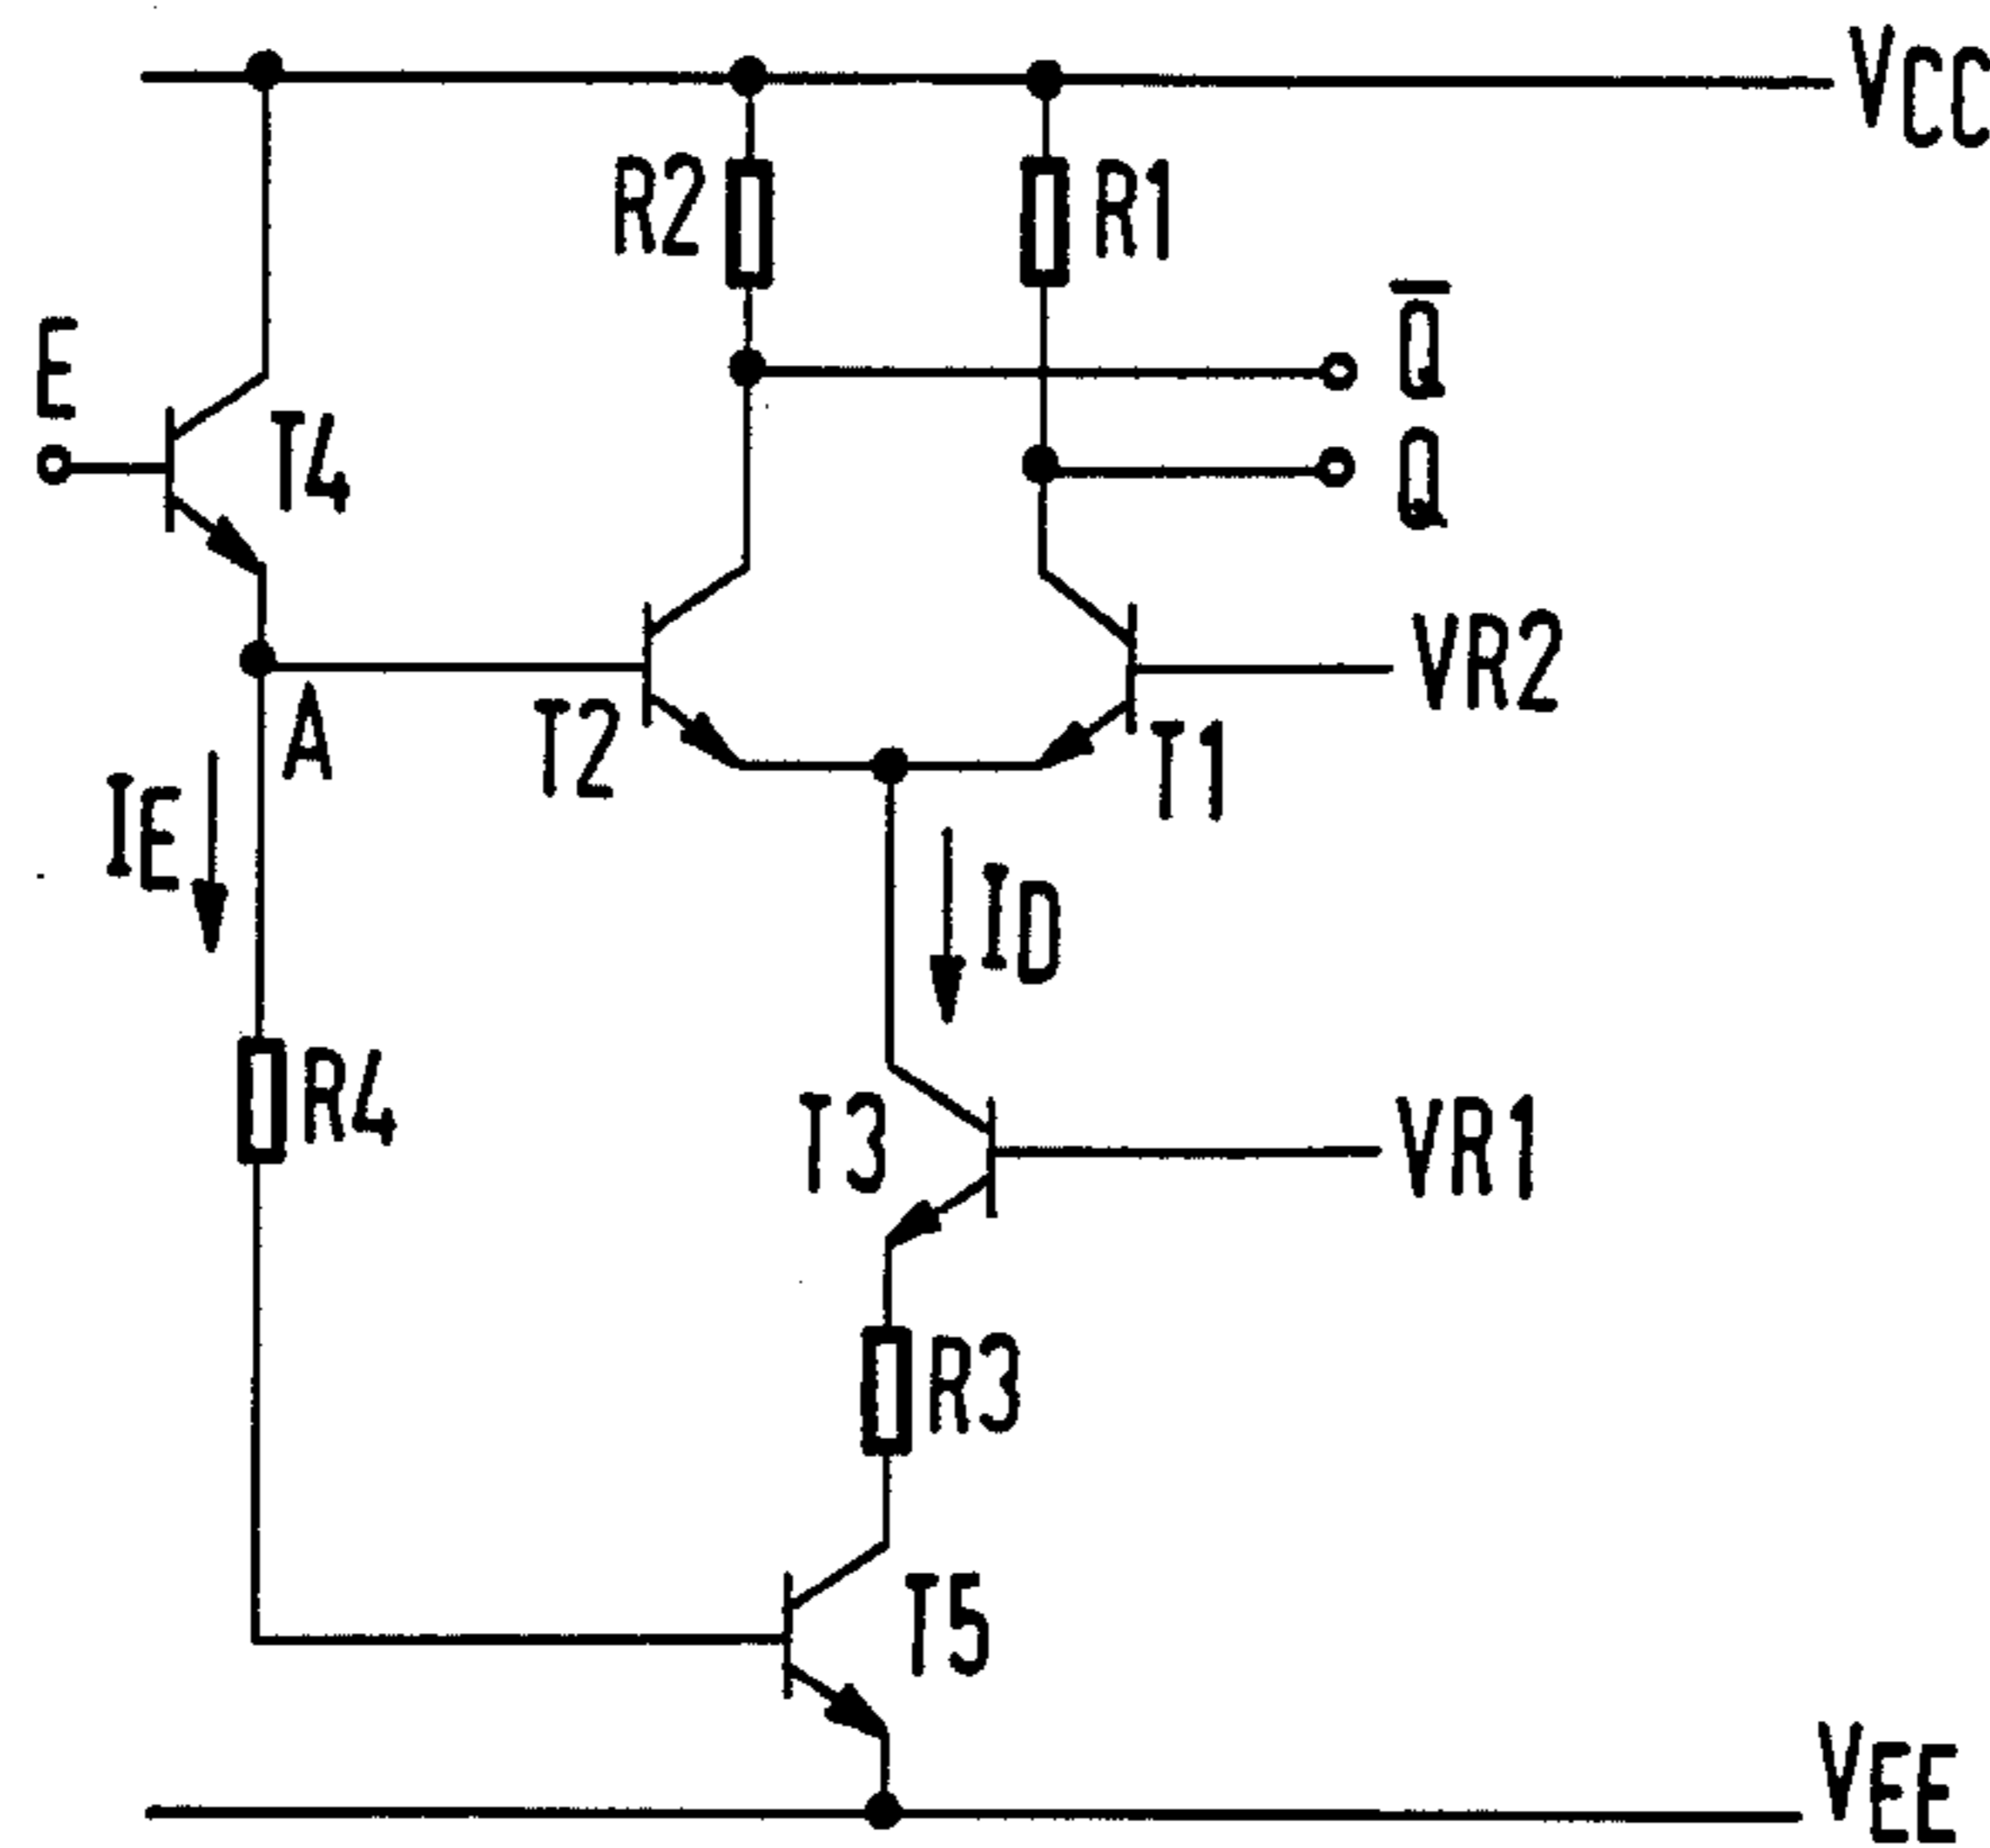 VCC
R2
R1
Q̅
E
T4
Q
VR2
A
T2
T1
IE
ID
R4
T3
VR1
R3
T5
VEE